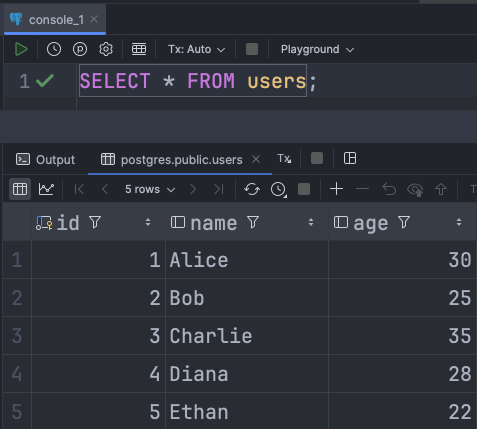 console_1
Tx: Auto Playground
1 SELECT * FROM users;
Output postgres.public.users Tx
5 rows
id name age
1 1 Alice 30
2 2 Bob 25
3 3 Charlie 35
4 4 Diana 28
5 5 Ethan 22